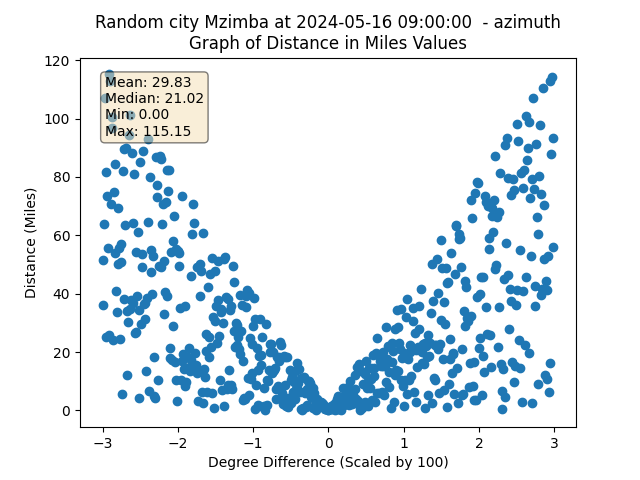 Random city Mzimba at 2024-05-16 09:00:00  - azimuth
Graph of Distance in Miles Values
120
100
80
60
40
20
0
Mean: 29.83
Median: 21.02
Min: 0.00
Max: 115.15
Distance (Miles)
−3
−2
−1
0
1
2
3
Degree Difference (Scaled by 100)